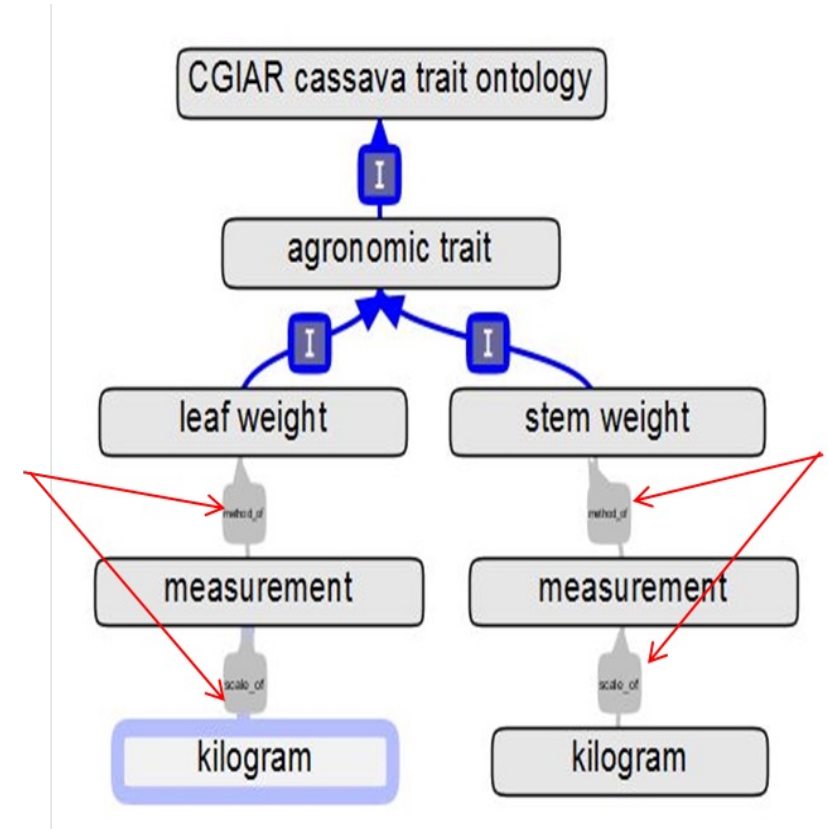 CGIAR cassava trait ontology
I
agronomic trait
I
I
leaf weight
stem weight
method_of
method_of
measurement
measurement
scale_of
scale_of
kilogram
kilogram